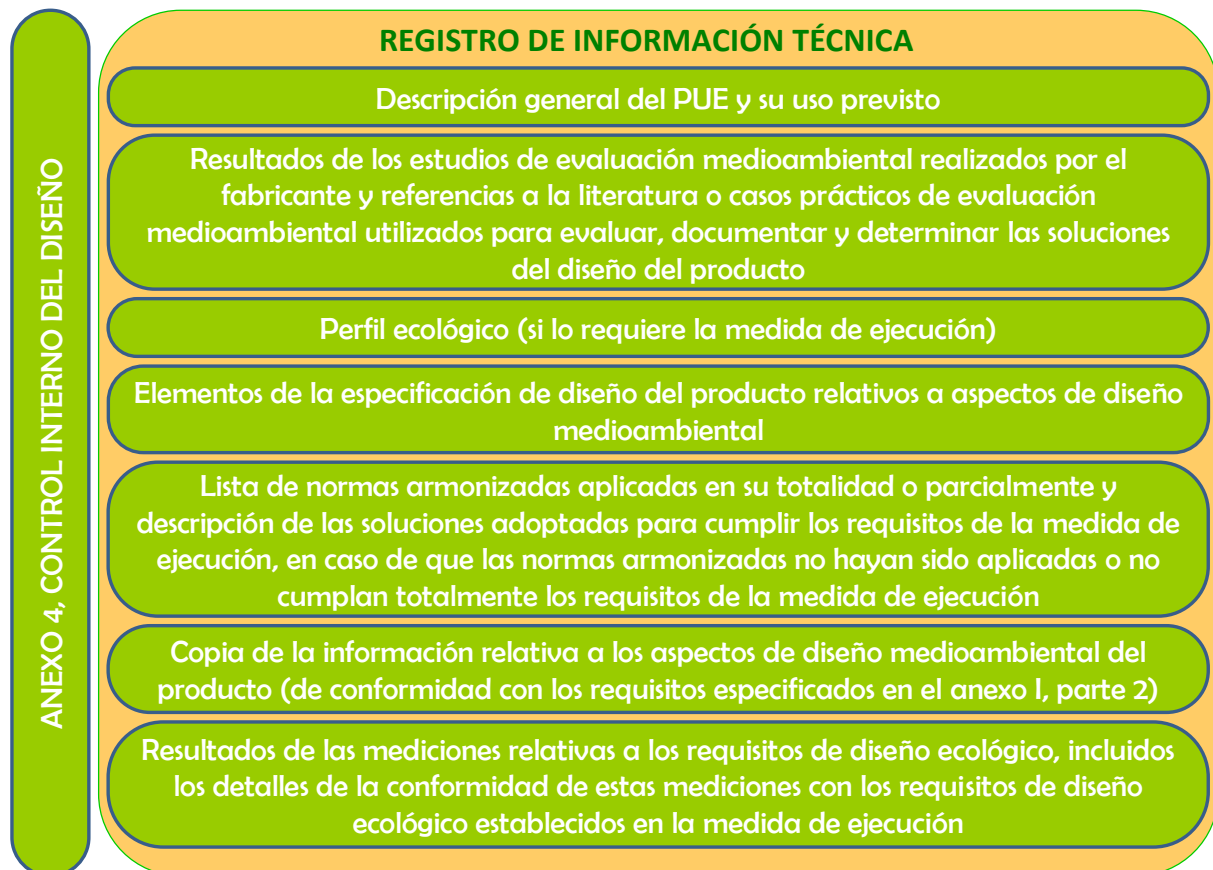 ANEXO 4, CONTROL INTERNO DEL DISEÑO
REGISTRO DE INFORMACIÓN TÉCNICA
Descripción general del PUE y su uso previsto
Resultados de los estudios de evaluación medioambiental realizados por el
fabricante y referencias a la literatura o casos prácticos de evaluación
medioambiental utilizados para evaluar, documentar y determinar las soluciones
del diseño del producto
Perfil ecológico (si lo requiere la medida de ejecución)
Elementos de la especificación de diseño del producto relativos a aspectos de diseño
medioambiental
Lista de normas armonizadas aplicadas en su totalidad o parcialmente y
descripción de las soluciones adoptadas para cumplir los requisitos de la medida de
ejecución, en caso de que las normas armonizadas no hayan sido aplicadas o no
cumplan totalmente los requisitos de la medida de ejecución
Copia de la información relativa a los aspectos de diseño medioambiental del
producto (de conformidad con los requisitos especificados en el anexo I, parte 2)
Resultados de las mediciones relativas a los requisitos de diseño ecológico, incluidos
los detalles de la conformidad de estas mediciones con los requisitos de diseño
ecológico establecidos en la medida de ejecución